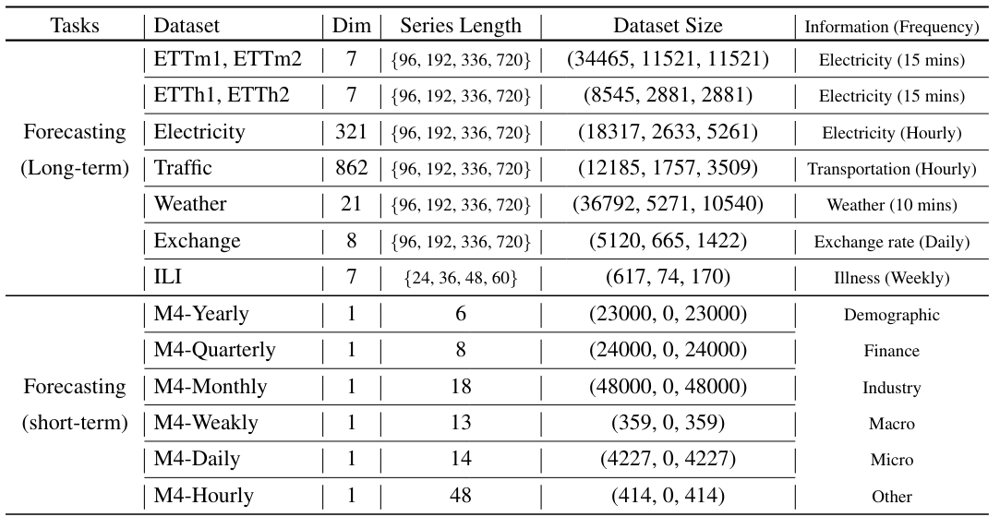 Tasks Dataset Dim Series Length Dataset Size Information (Frequency)
ETTm1, ETTm2 7 {96, 192, 336, 720} (34465, 11521, 11521) Electricity (15 mins)
ETTh1, ETTh2 7 {96, 192, 336, 720} (8545, 2881, 2881) Electricity (15 mins)
Forecasting Electricity 321 {96, 192, 336, 720} (18317, 2633, 5261) Electricity (Hourly)
(Long-term) Traffic 862 {96, 192, 336, 720} (12185, 1757, 3509) Transportation (Hourly)
Weather 21 {96, 192, 336, 720} (36792, 5271, 10540) Weather (10 mins)
Exchange 8 {96, 192, 336, 720} (5120, 665, 1422) Exchange rate (Daily)
ILI 7 {24, 36, 48, 60} (617, 74, 170) Illness (Weekly)
M4-Yearly 1 6 (23000, 0, 23000) Demographic
M4-Quarterly 1 8 (24000, 0, 24000) Finance
Forecasting M4-Monthly 1 18 (48000, 0, 48000) Industry
(short-term) M4-Weakly 1 13 (359, 0, 359) Macro
M4-Daily 1 14 (4227, 0, 4227) Micro
M4-Hourly 1 48 (414, 0, 414) Other